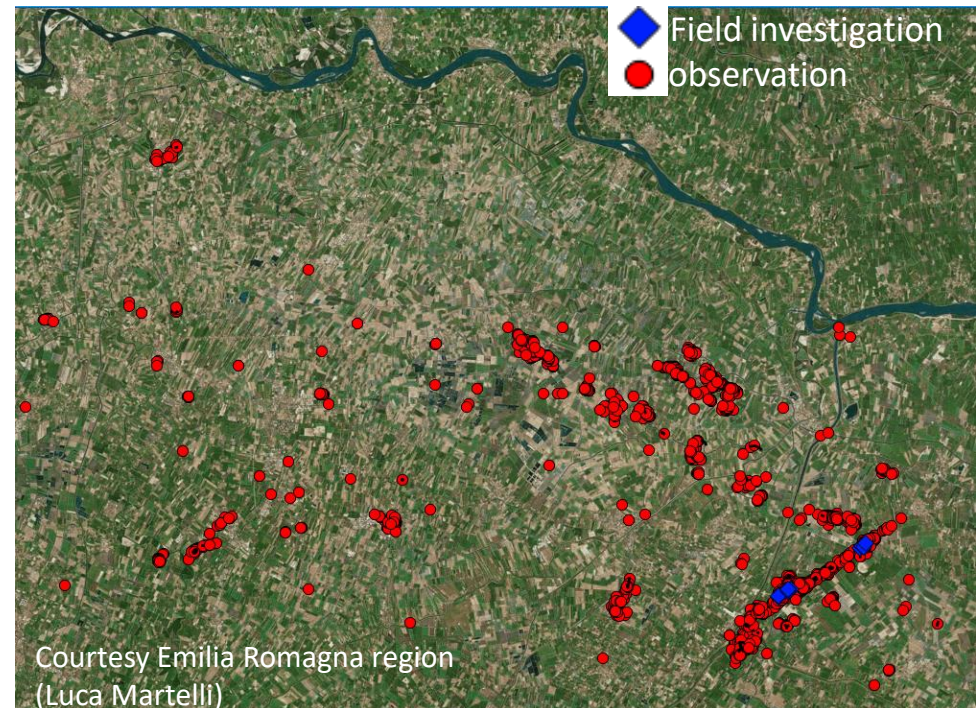 Field investigation
observation
Courtesy Emilia Romagna region
(Luca Martelli)